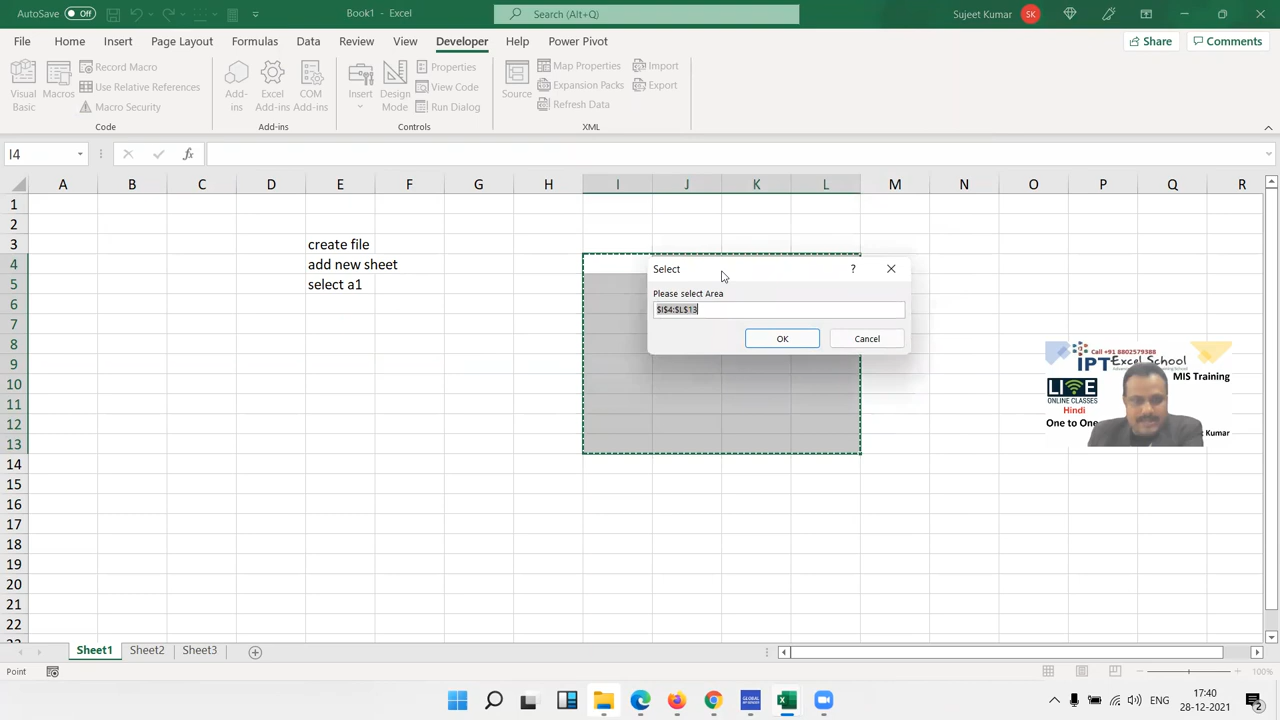 AutoSave Off Book1 - Excel Search (Alt+Q) Sujeet Kumar SK
File Home Insert Page Layout Formulas Data Review View Developer Help Power Pivot Share Comments
Visual Basic
Macros
Record Macro
Use Relative References
Macro Security
Code
Add-ins
Excel Add-ins
COM Add-ins
Add-ins
Insert
Design Mode
Properties
View Code
Run Dialog
Controls
Source
Map Properties
Expansion Packs
Refresh Data
Import
Export
XML
I4 fx
A B C D E F G H I J K L M N O P Q R
1
2
3 create file
4 add new sheet
5 select a1
6
7
8
9
10
11
12
13
14
15
16
17
18
19
20
21
22
Select ?
Please select Area
$I$4:$L$13
OK Cancel
Call +91 8802579388
IPT Excel School
MIS Training
LIVE
ONLINE CLASSES
Hindi
One to One
Kumar
Sheet1 Sheet2 Sheet3
Point 100%
ENG 17:40
28-12-2021
2